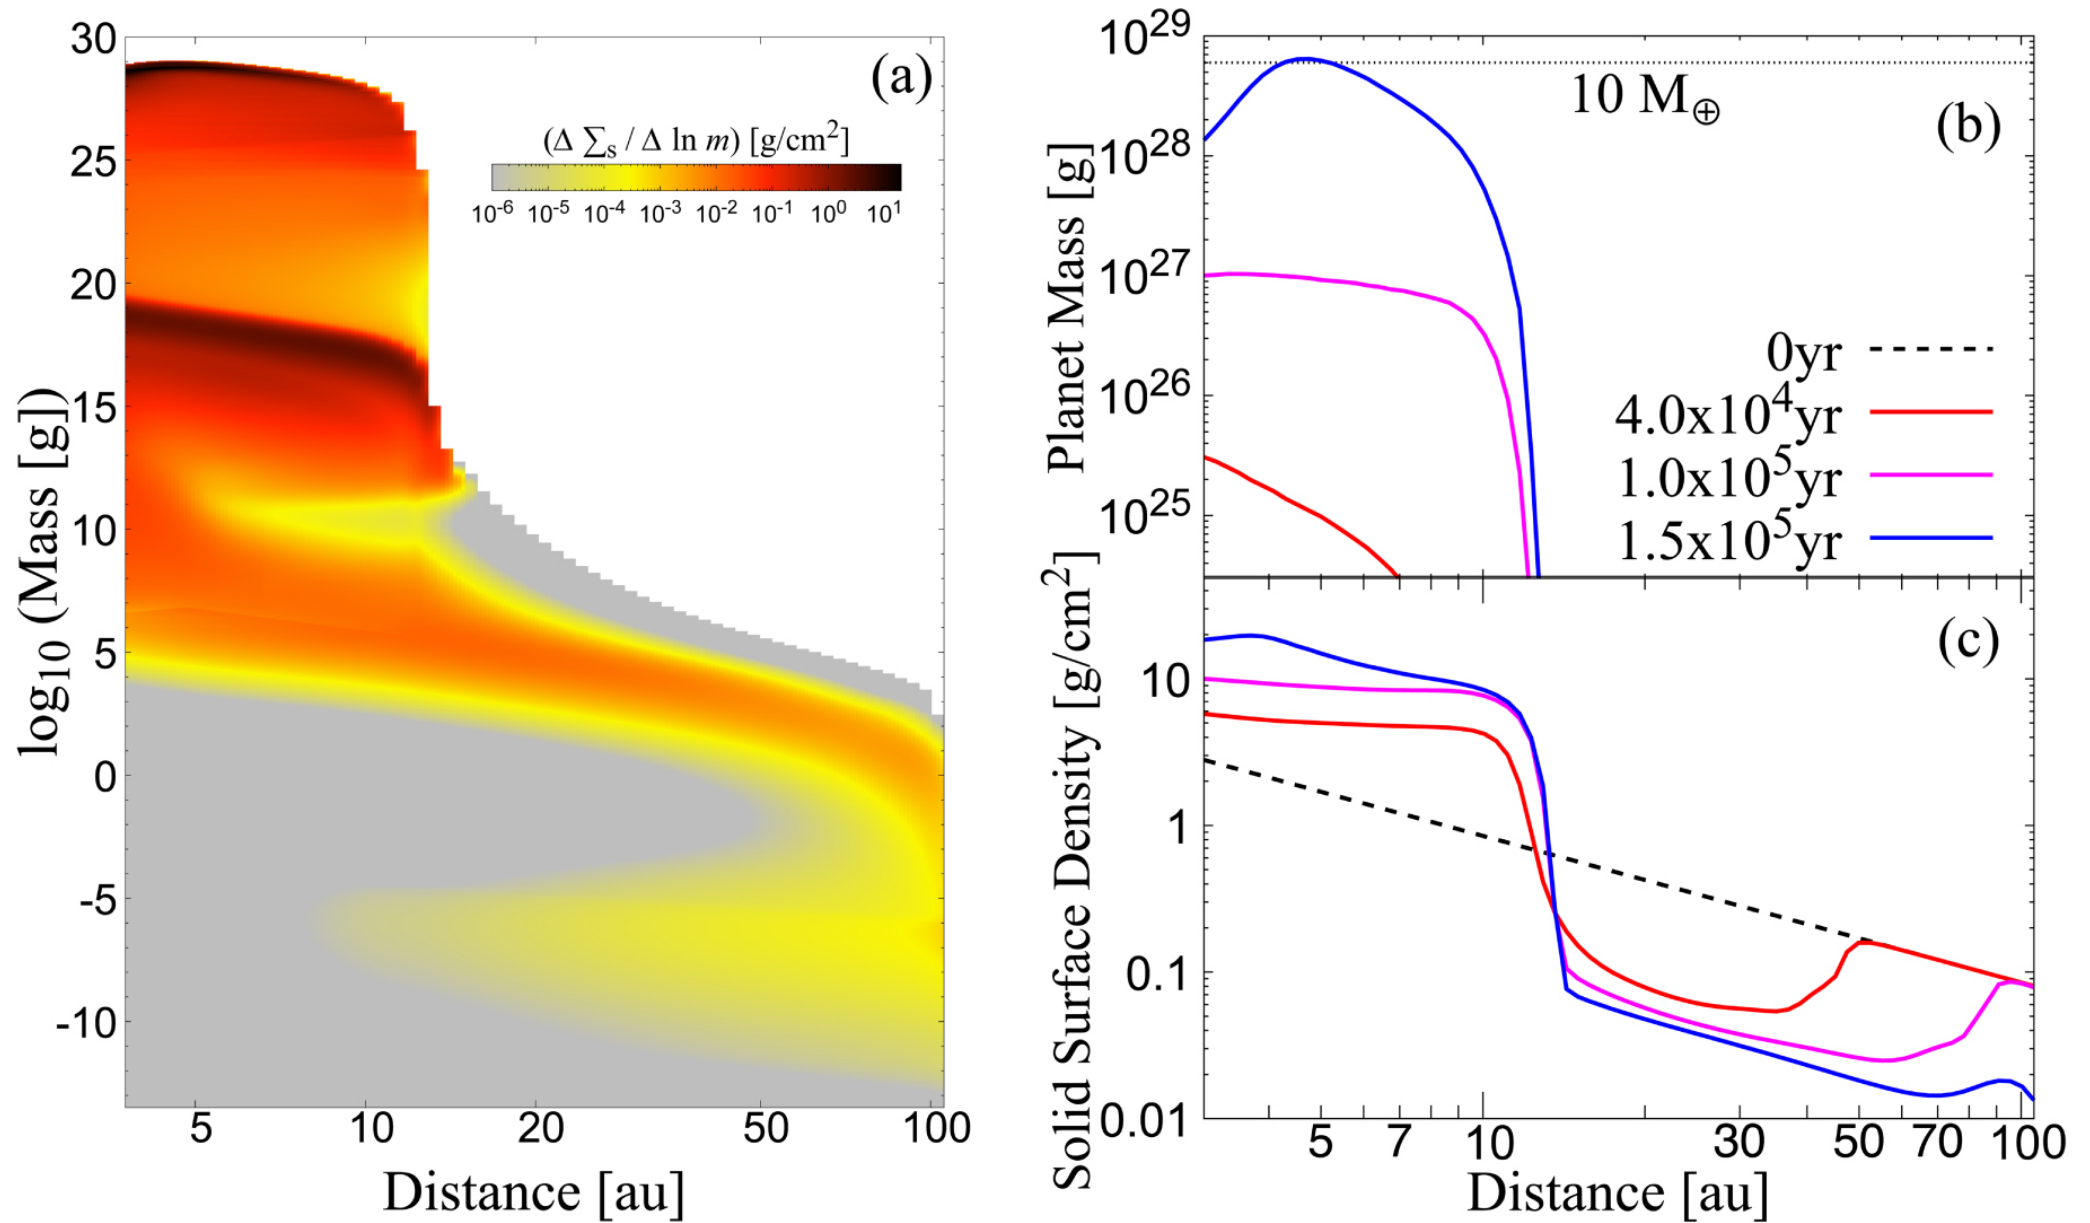 (a)
(Δ ∑s / Δ ln m) [g/cm²]
10⁻⁶ 10⁻⁵ 10⁻⁴ 10⁻³ 10⁻² 10⁻¹ 10⁰ 10¹
log₁₀ (Mass [g])
30
25
20
15
10
5
0
-5
-10
5 10 20 50 100
Distance [au]
(b)
10 M⊕
Planet Mass [g]
10²⁹
10²⁸
10²⁷
10²⁶
10²⁵
0yr
4.0x10⁴yr
1.0x10⁵yr
1.5x10⁵yr
(c)
Solid Surface Density [g/cm²]
10
1
0.1
0.01
5 7 10 30 50 70 100
Distance [au]